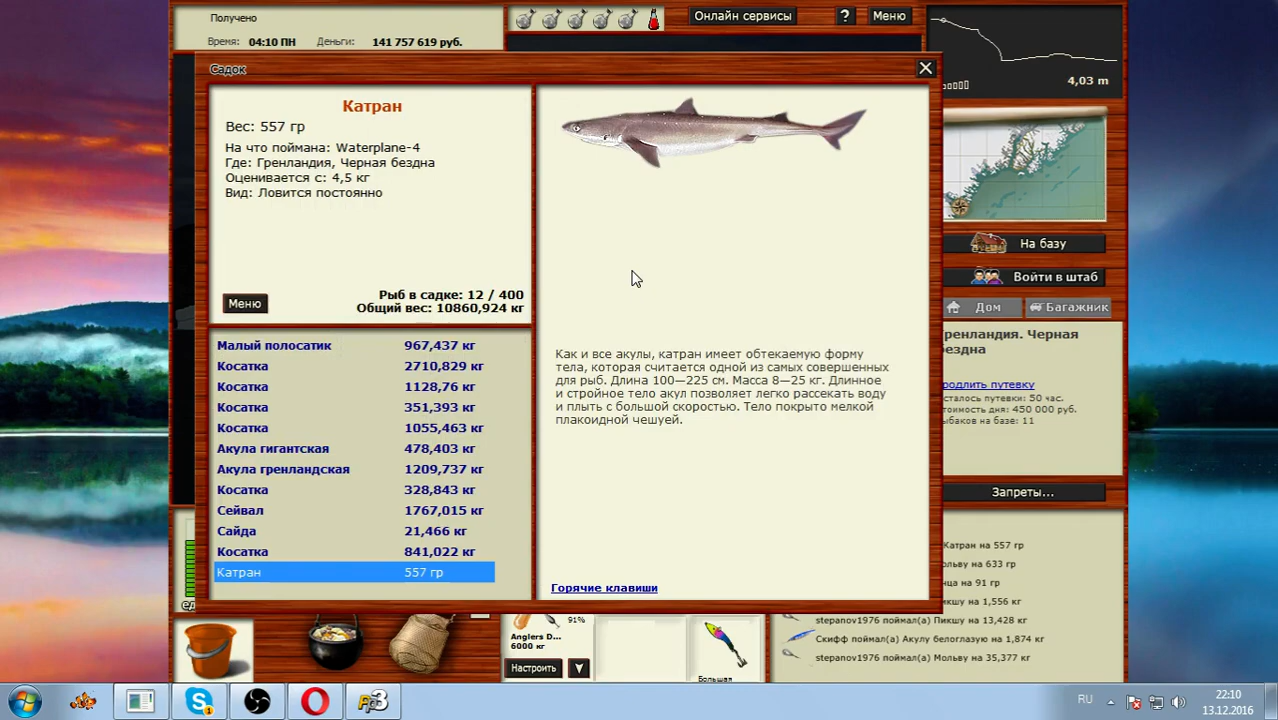 Получено
Время: 04:10 ПН Деньги: 141 757 619 руб.
Онлайн сервисы
?
Меню
4,03 m
Садок
Катран
Вес: 557 гр
На что поймана: Waterplane-4
Где: Гренландия, Черная бездна
Оценивается с: 4,5 кг
Вид: Ловится постоянно
Меню
Рыб в садке: 12 / 400
Общий вес: 10860,924 кг
Малый полосатик 967,437 кг
Косатка 2710,829 кг
Косатка 1128,76 кг
Косатка 351,393 кг
Косатка 1055,463 кг
Акула гигантская 478,403 кг
Акула гренландская 1209,737 кг
Косатка 328,843 кг
Сейвал 1767,015 кг
Сайда 21,466 кг
Косатка 841,022 кг
Катран 557 гр
Как и все акулы, катран имеет обтекаемую форму
тела, которая считается одной из самых совершенных
для рыб. Длина 100—225 см. Масса 8—25 кг. Длинное
и стройное тело акул позволяет легко рассекать воду
и плыть с большой скоростью. Тело покрыто мелкой
плакоидной чешуей.
Горячие клавиши
На базу
Войти в штаб
Дом
Багажник
ренландия. Черная
бездна
родлить путевку
сталось путевки: 50 час.
тоимость дня: 450 000 руб.
ыбаков на базе: 11
Запреты...
Катран на 557 гр
ольву на 633 гр
нца на 91 гр
икшу на 1,556 кг
stepanov1976 поймал(а) Пикшу на 13,428 кг
Скифф поймал(а) Акулу белоглазую на 1,874 кг
stepanov1976 поймал(а) Мольву на 35,377 кг
91%
Anglers D...
6000 кг
Настроить
Большая
RU
22:10
13.12.2016